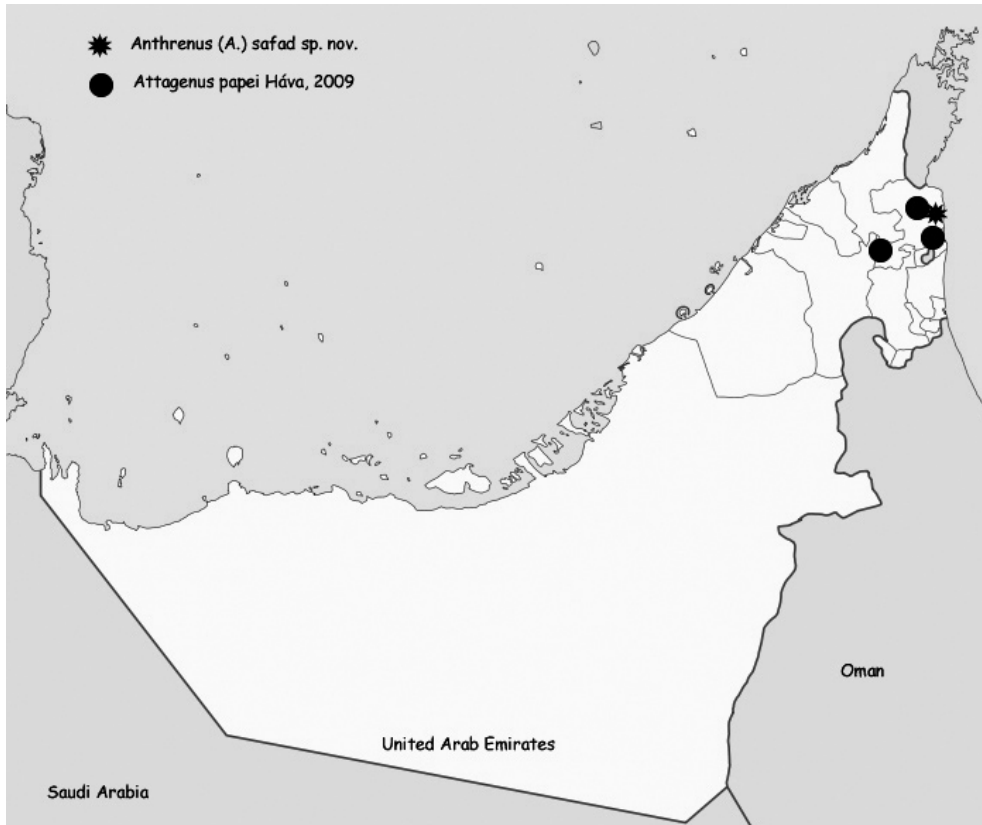 Anthrenus (A.) safad sp. nov.
Attagenus papei Háva, 2009
Oman
United Arab Emirates
Saudi Arabia